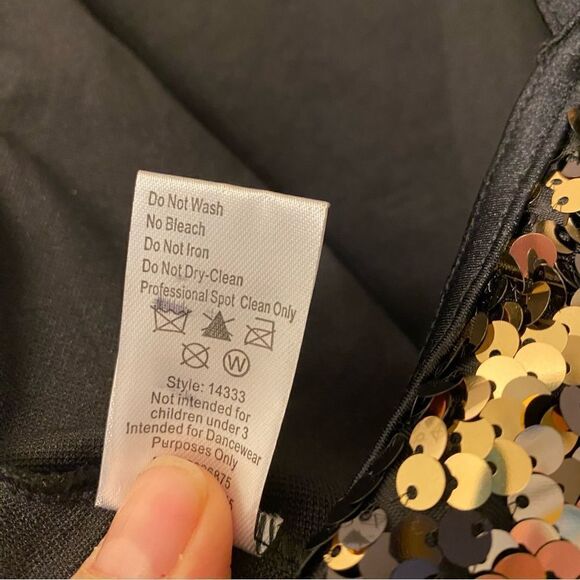 Do Not Wash
No Bleach
Do Not Iron
Do Not Dry-Clean
Professional Spot Clean Only
W
Style: 14333
Not intended for
children under 3
Intended for Dancewear
Purposes Only